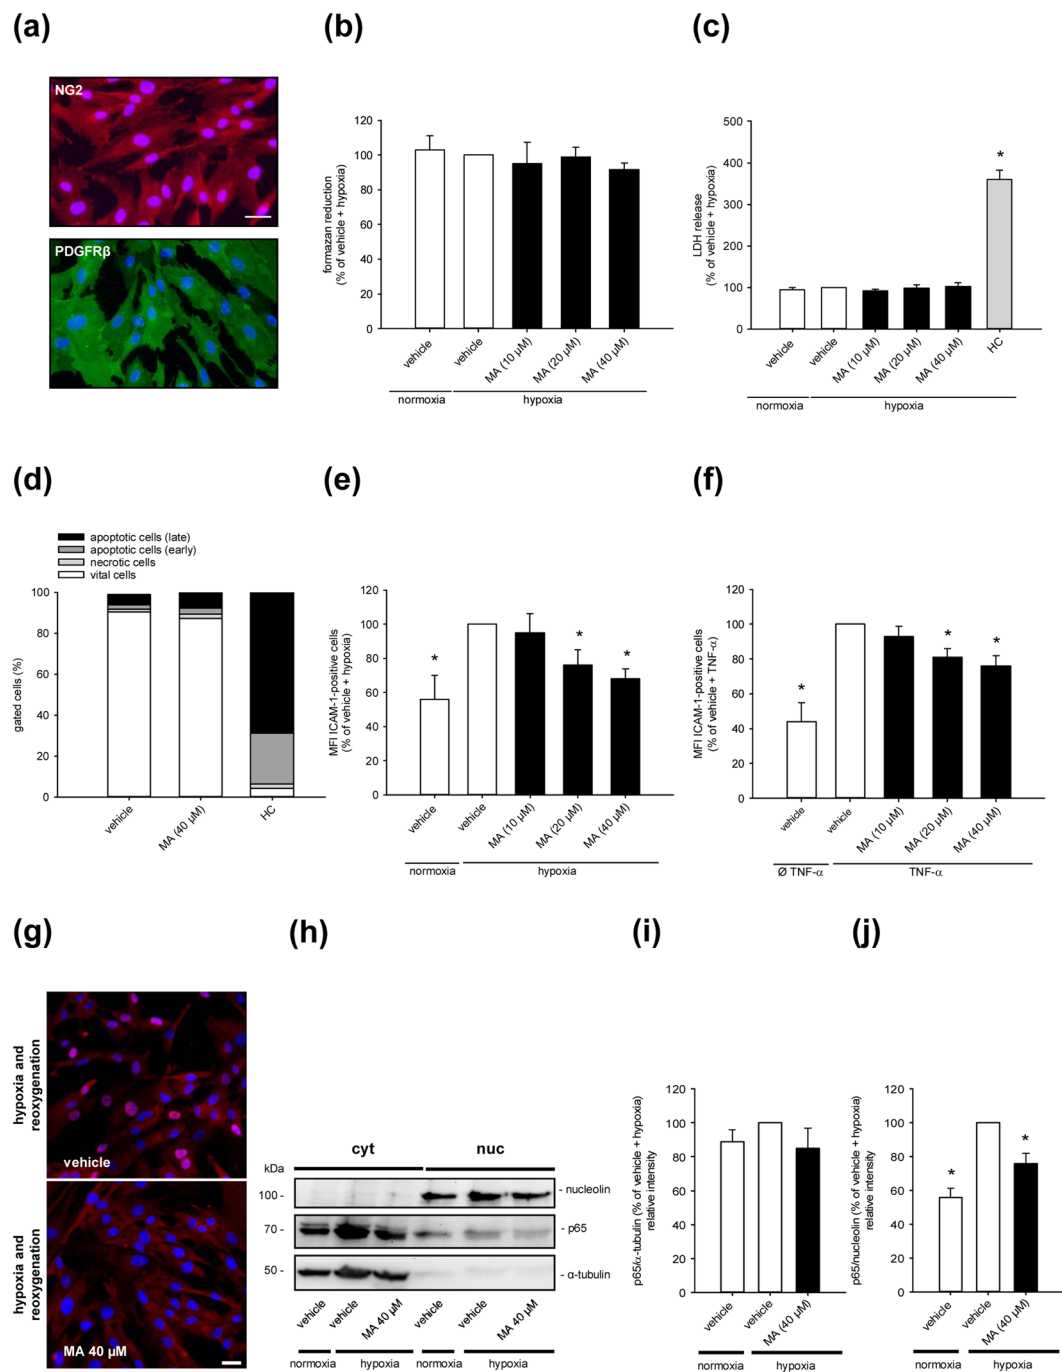 (a)
NG2
PDGFRβ
(b)
formazan reduction
(% of vehicle + hypoxia)
120
100
80
60
40
20
0
vehicle
vehicle
MA (10 µM)
MA (20 µM)
MA (40 µM)
normoxia
hypoxia
(c)
LDH release
(% of vehicle + hypoxia)
500
400
300
200
100
0
*
vehicle
vehicle
MA (10 µM)
MA (20 µM)
MA (40 µM)
HC
normoxia
hypoxia
(d)
apoptotic cells (late)
apoptotic cells (early)
necrotic cells
vital cells
gated cells (%)
100
80
60
40
20
0
vehicle
MA (40 µM)
HC
(e)
MFI ICAM-1-positive cells
(% of vehicle + hypoxia)
120
100
80
60
40
20
0
*
*
*
vehicle
vehicle
MA (10 µM)
MA (20 µM)
MA (40 µM)
normoxia
hypoxia
(f)
MFI ICAM-1-positive cells
(% of vehicle + TNF-α)
120
100
80
60
40
20
0
*
*
*
vehicle
vehicle
MA (10 µM)
MA (20 µM)
MA (40 µM)
Ø TNF-α
TNF-α
(g)
hypoxia and
reoxygenation
vehicle
hypoxia and
reoxygenation
MA 40 µM
(h)
cyt
nuc
kDa
100 -
70 -
50 -
- nucleolin
- p65
- α-tubulin
vehicle
vehicle
MA 40 µM
vehicle
vehicle
MA 40 µM
normoxia
hypoxia
normoxia
hypoxia
(i)
p65/α-tubulin (% of vehicle + hypoxia)
relative intensity
120
100
80
60
40
20
0
vehicle
vehicle
MA (40 µM)
normoxia
hypoxia
(j)
p65/nucleolin (% of vehicle + hypoxia)
relative intensity
120
100
80
60
40
20
0
*
*
vehicle
vehicle
MA (40 µM)
normoxia
hypoxia